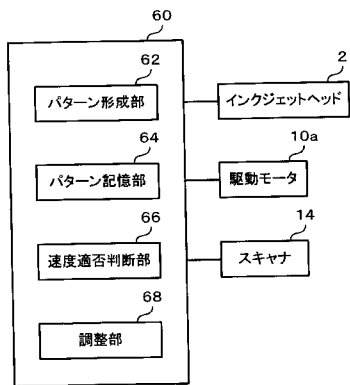 60
62
パターン形成部
2
インクジェットヘッド
64
パターン記憶部
10a
駆動モータ
66
速度適否判断部
14
スキャナ
68
調整部